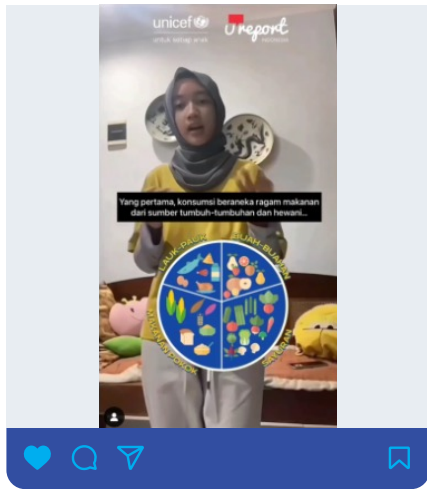 unicef
untuk setiap anak
U report
INDONESIA
Yang pertama, konsumsi beraneka ragam makanan
dari sumber tumbuh-tumbuhan dan hewani...
LAUK-PAUK
BUAH-BUAHAN
MAKANAN POKOK
SAYURAN